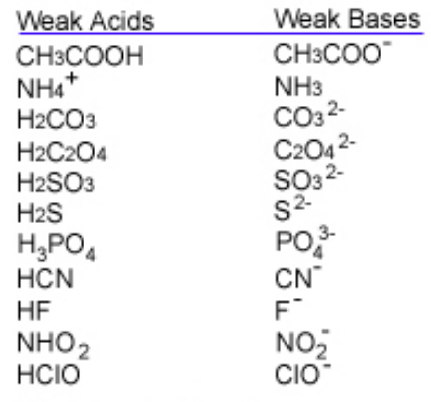 Weak Acids Weak Bases
CH3COOH CH3COO⁻
NH4⁺ NH3
H2CO3 CO3²⁻
H2C2O4 C2O4²⁻
H2SO3 SO3²⁻
H2S S²⁻
H₃PO₄ PO₄³⁻
HCN CN⁻
HF F⁻
NHO₂ NO₂⁻
HClO ClO⁻